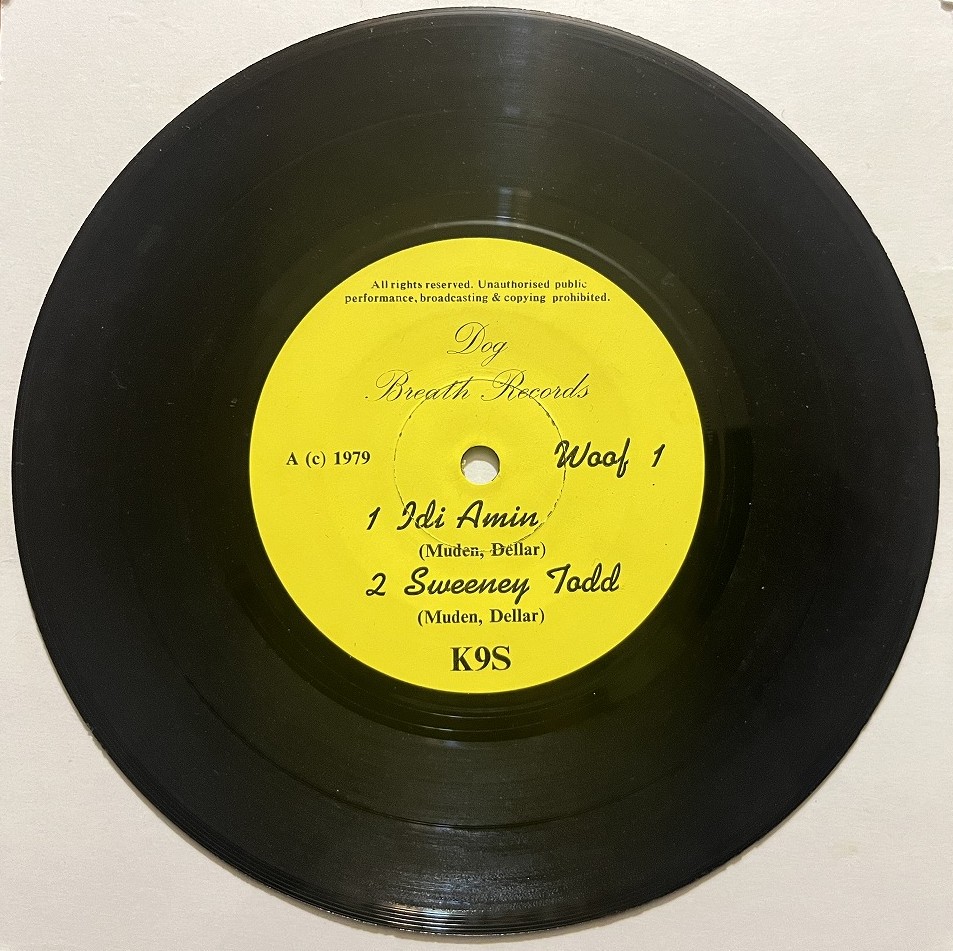 All rights reserved. Unauthorised public
performance, broadcasting & copying prohibited.
Dog
Breath Records
A (c) 1979
Woof 1
1 Idi Amin
(Muden, Dellar)
2 Sweeney Todd
(Muden, Dellar)
K9S